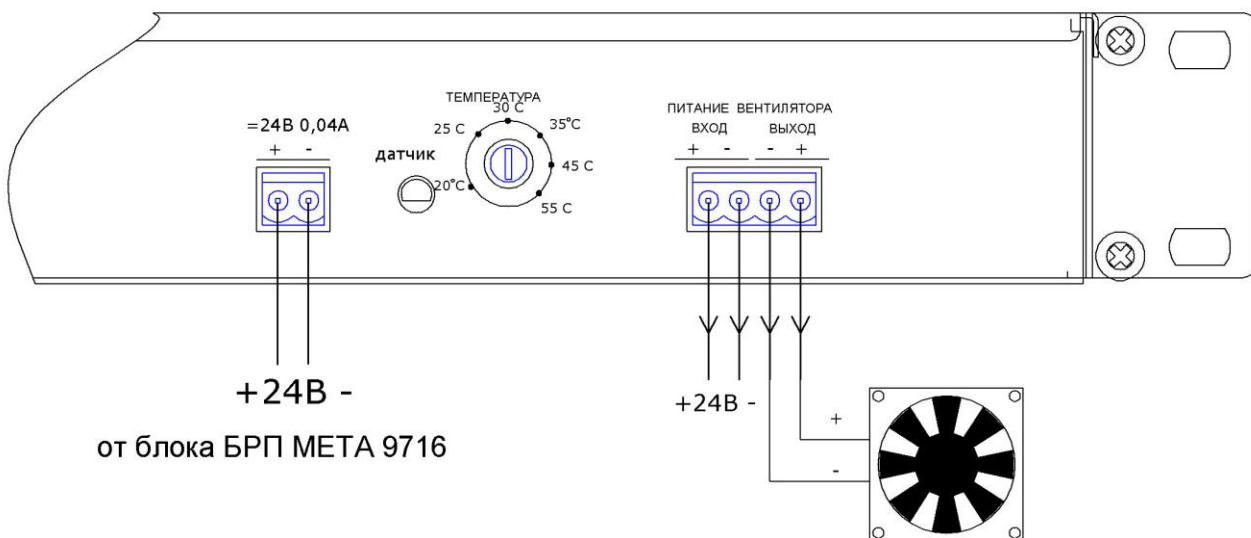 ТЕМПЕРАТУРА
30 C
25 C
35°C
20°C
45 C
55 C
=24В 0,04А
+ -
датчик
ПИТАНИЕ ВЕНТИЛЯТОРА
ВХОД ВЫХОД
+ - - +
+24В -
от блока БРП МЕТА 9716
+24В -
+
-